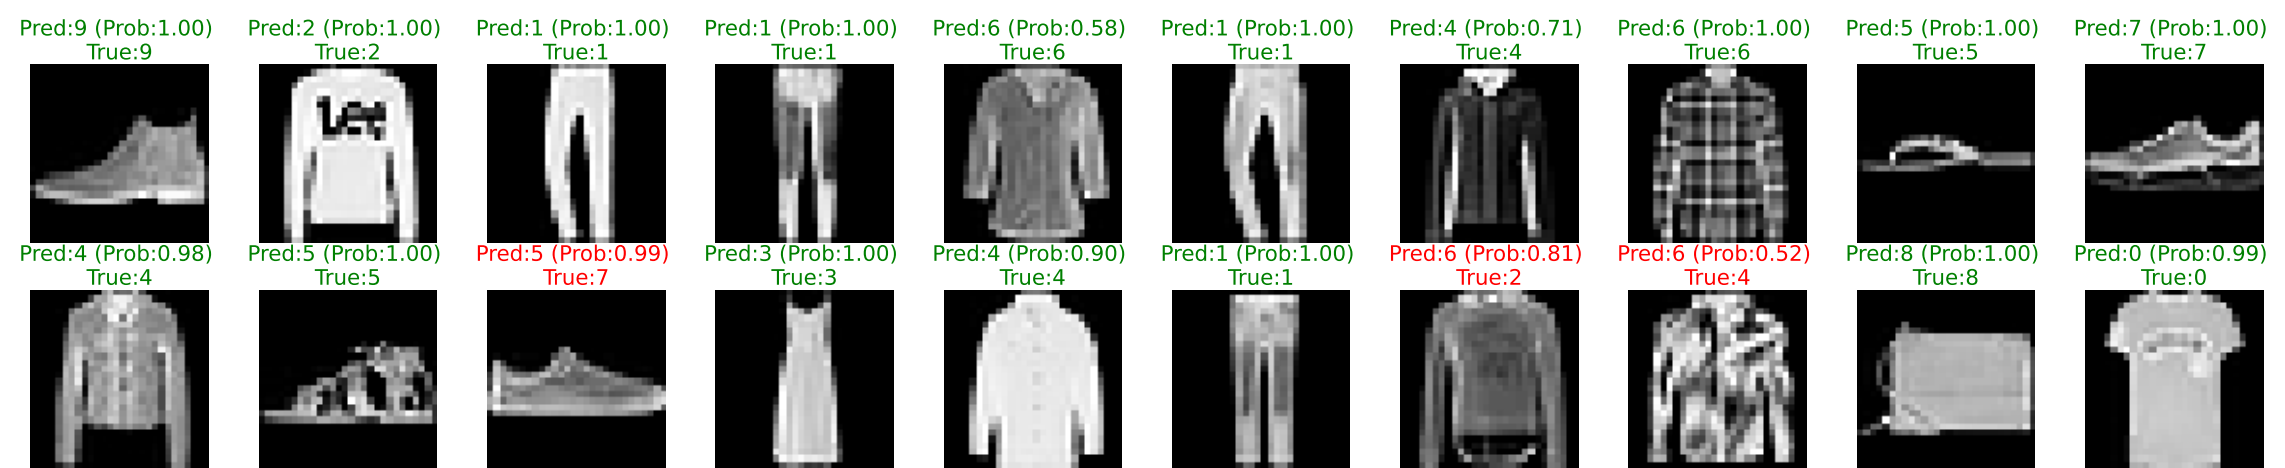 Pred:9 (Prob:1.00) Pred:2 (Prob:1.00) Pred:1 (Prob:1.00) Pred:1 (Prob:1.00) Pred:6 (Prob:0.58) Pred:1 (Prob:1.00) Pred:4 (Prob:0.71) Pred:6 (Prob:1.00) Pred:5 (Prob:1.00) Pred:7 (Prob:1.00)
True:9 True:2 True:1 True:1 True:6 True:1 True:4 True:6 True:5 True:7
Lee
Pred:4 (Prob:0.98) Pred:5 (Prob:1.00) Pred:5 (Prob:0.99) Pred:3 (Prob:1.00) Pred:4 (Prob:0.90) Pred:1 (Prob:1.00) Pred:6 (Prob:0.81) Pred:6 (Prob:0.52) Pred:8 (Prob:1.00) Pred:0 (Prob:0.99)
True:4 True:5 True:7 True:3 True:4 True:1 True:2 True:4 True:8 True:0